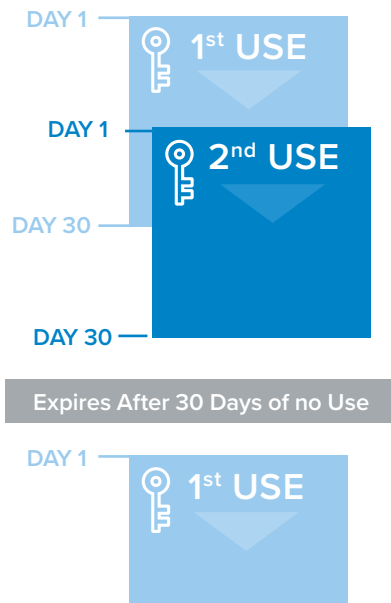 DAY 1
1st USE
DAY 1
2nd USE
DAY 30
DAY 30
Expires After 30 Days of no Use
DAY 1
1st USE